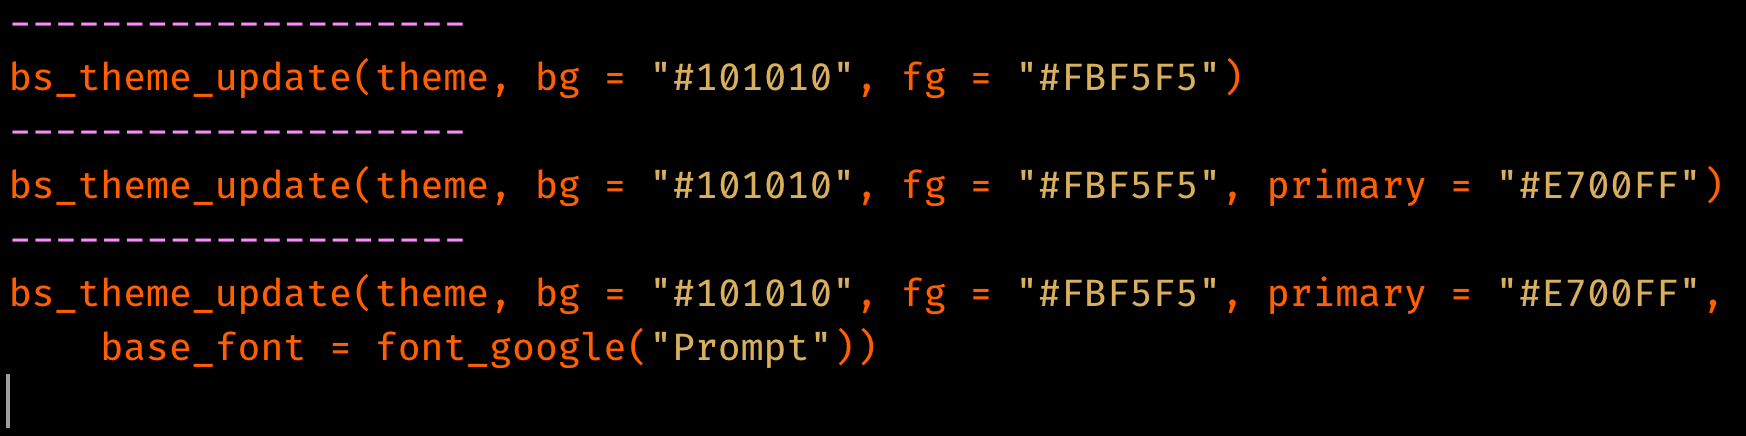 --------------------
bs_theme_update(theme, bg = "#101010", fg = "#FBF5F5")
--------------------
bs_theme_update(theme, bg = "#101010", fg = "#FBF5F5", primary = "#E700FF")
--------------------
bs_theme_update(theme, bg = "#101010", fg = "#FBF5F5", primary = "#E700FF",
    base_font = font_google("Prompt"))